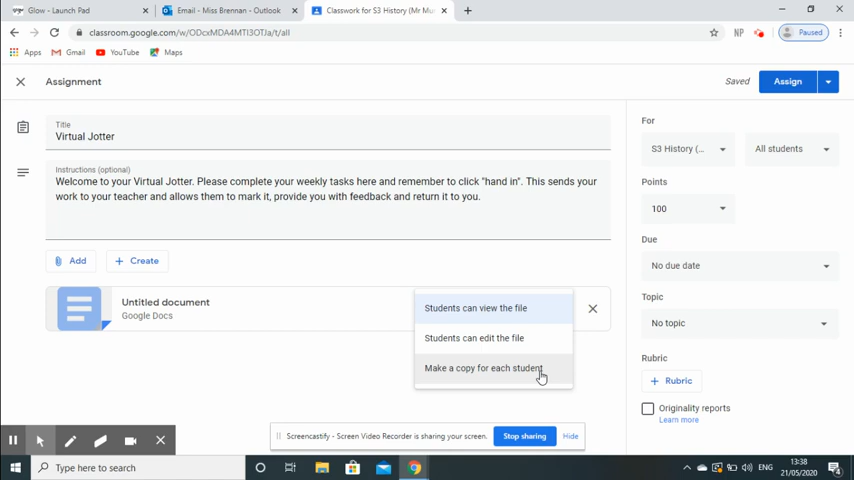 Glow - Launch Pad
Email - Miss Brennan - Outlook
Classwork for S3 History (Mr Mu
classroom.google.com/w/ODcxMDA4MTI3OTJa/t/all
NP
Paused
Apps
Gmail
YouTube
Maps
Assignment
Saved
Assign
Title
Virtual Jotter
Instructions (optional)
Welcome to your Virtual Jotter. Please complete your weekly tasks here and remember to click "hand in". This sends your
work to your teacher and allows them to mark it, provide you with feedback and return it to you.
Add
Create
Untitled document
Google Docs
Students can view the file
Students can edit the file
Make a copy for each student
For
S3 History (...
All students
Points
100
Due
No due date
Topic
No topic
Rubric
Rubric
Originality reports
Learn more
Screencastify - Screen Video Recorder is sharing your screen.
Stop sharing
Hide
Type here to search
ENG
13:38
21/05/2020
4